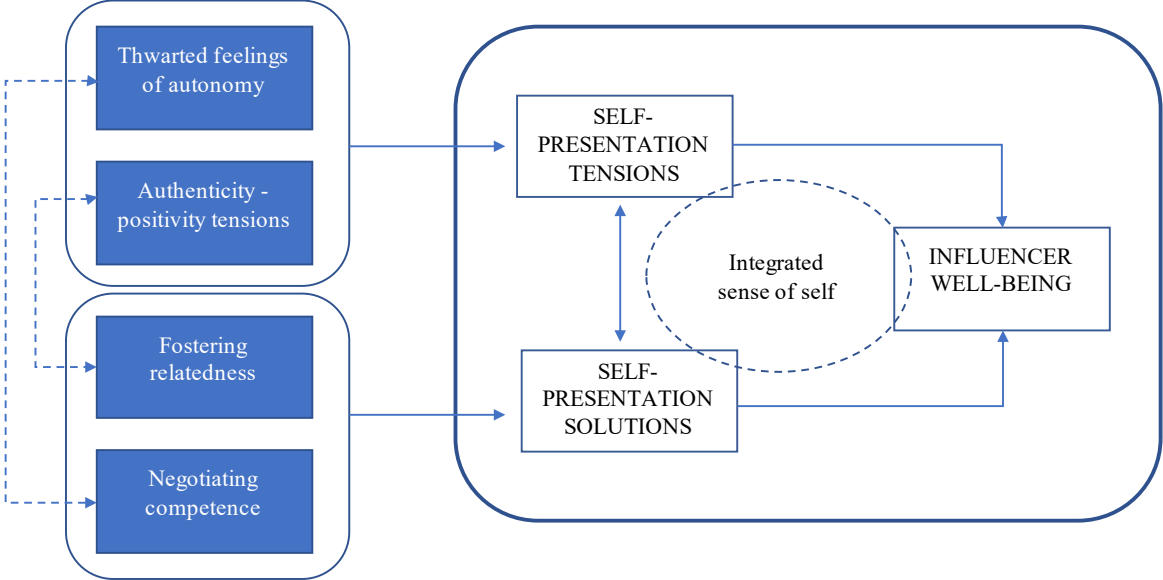 Thwarted feelings
of autonomy
Authenticity -
positivity tensions
Fostering
relatedness
Negotiating
competence
SELF-
PRESENTATION
TENSIONS
Integrated
sense of self
SELF-
PRESENTATION
SOLUTIONS
INFLUENCER
WELL-BEING